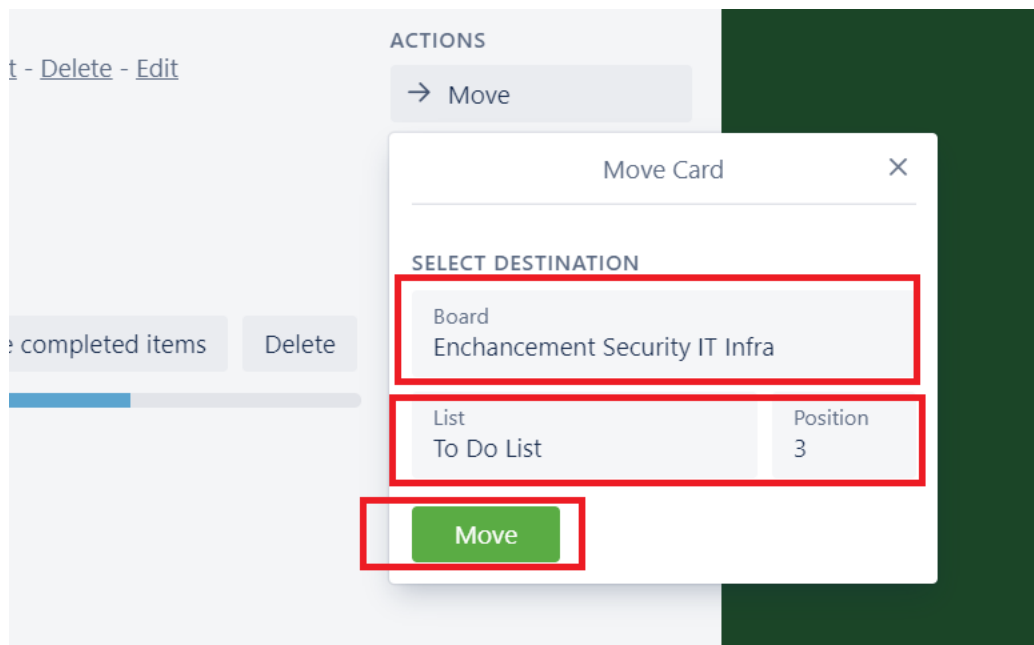 t - Delete - Edit
ACTIONS
→ Move
Move Card
×
SELECT DESTINATION
Board
Enchancement Security IT Infra
completed items
Delete
List
To Do List
Position
3
Move